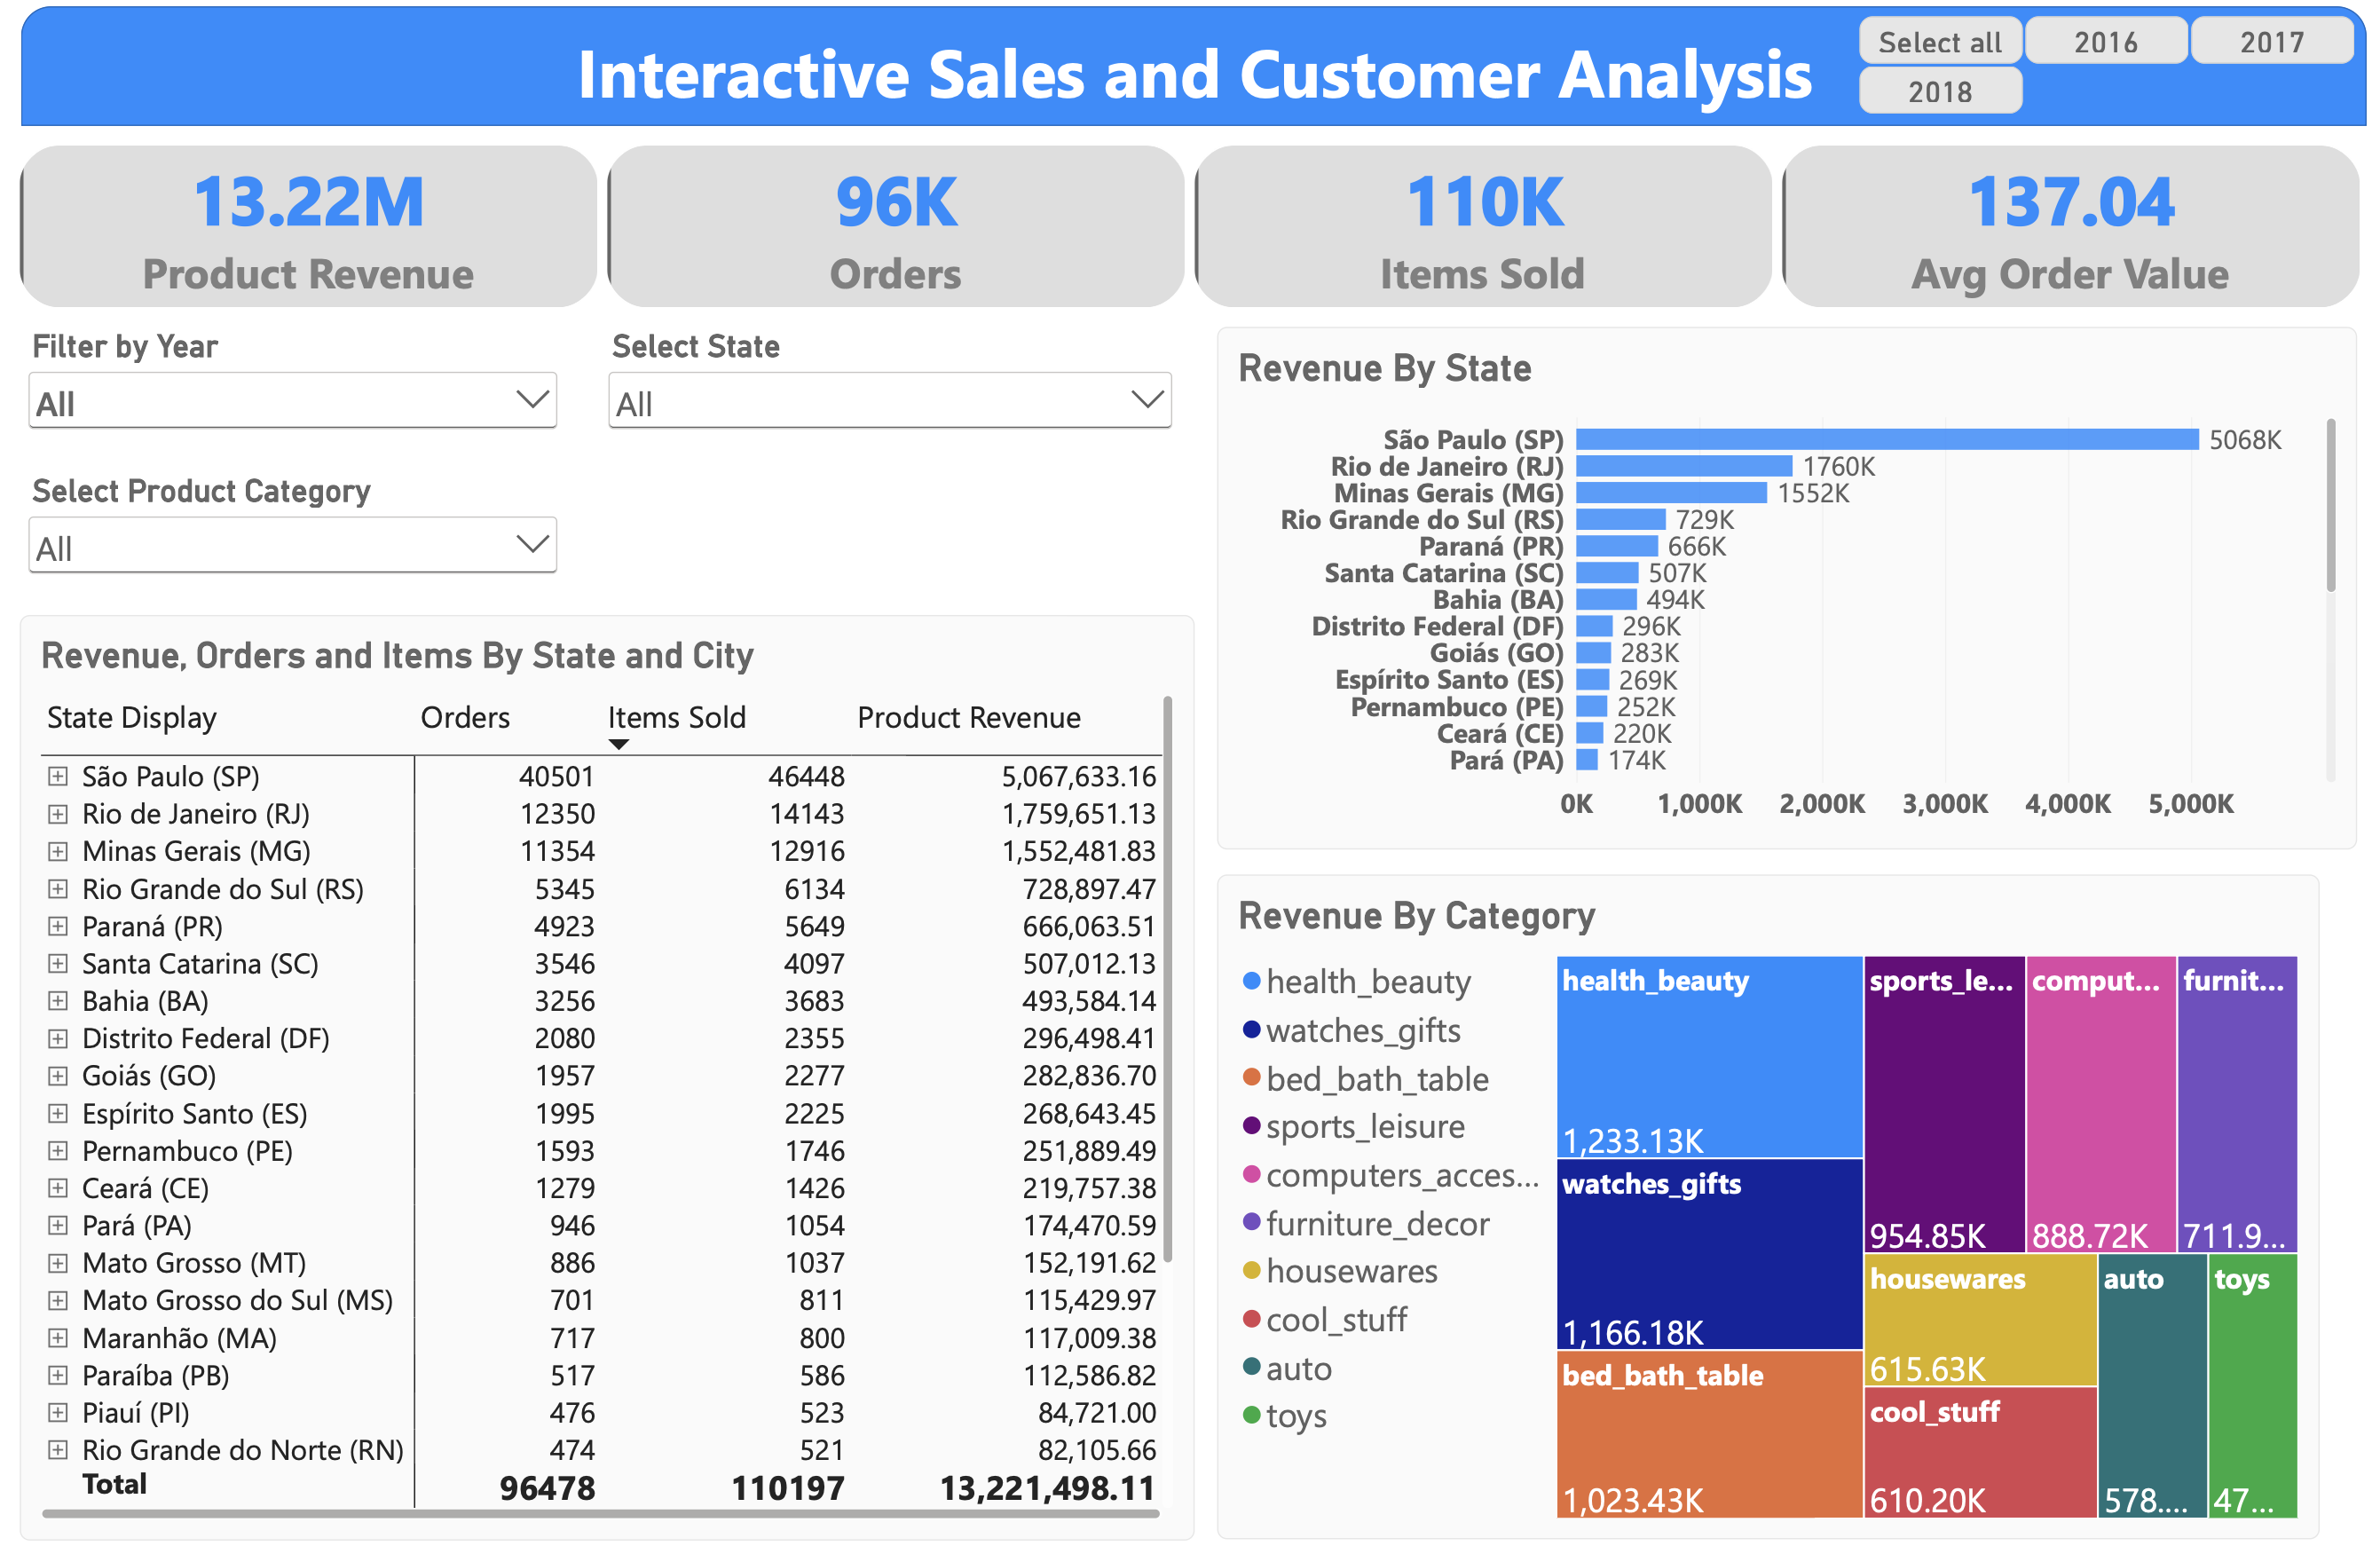 Interactive Sales and Customer Analysis
Select all 2016 2017
2018
13.22M
Product Revenue
96K
Orders
110K
Items Sold
137.04
Avg Order Value
Filter by Year
All
Select State
All
Select Product Category
All
Revenue, Orders and Items By State and City
State Display Orders Items Sold Product Revenue
São Paulo (SP) 40501 46448 5,067,633.16
Rio de Janeiro (RJ) 12350 14143 1,759,651.13
Minas Gerais (MG) 11354 12916 1,552,481.83
Rio Grande do Sul (RS) 5345 6134 728,897.47
Paraná (PR) 4923 5649 666,063.51
Santa Catarina (SC) 3546 4097 507,012.13
Bahia (BA) 3256 3683 493,584.14
Distrito Federal (DF) 2080 2355 296,498.41
Goiás (GO) 1957 2277 282,836.70
Espírito Santo (ES) 1995 2225 268,643.45
Pernambuco (PE) 1593 1746 251,889.49
Ceará (CE) 1279 1426 219,757.38
Pará (PA) 946 1054 174,470.59
Mato Grosso (MT) 886 1037 152,191.62
Mato Grosso do Sul (MS) 701 811 115,429.97
Maranhão (MA) 717 800 117,009.38
Paraíba (PB) 517 586 112,586.82
Piauí (PI) 476 523 84,721.00
Rio Grande do Norte (RN) 474 521 82,105.66
Total 96478 110197 13,221,498.11
Revenue By State
São Paulo (SP) 5068K
Rio de Janeiro (RJ) 1760K
Minas Gerais (MG) 1552K
Rio Grande do Sul (RS) 729K
Paraná (PR) 666K
Santa Catarina (SC) 507K
Bahia (BA) 494K
Distrito Federal (DF) 296K
Goiás (GO) 283K
Espírito Santo (ES) 269K
Pernambuco (PE) 252K
Ceará (CE) 220K
Pará (PA) 174K
0K 1,000K 2,000K 3,000K 4,000K 5,000K
Revenue By Category
health_beauty
watches_gifts
bed_bath_table
sports_leisure
computers_acces...
furniture_decor
housewares
cool_stuff
auto
toys
health_beauty
1,233.13K
watches_gifts
1,166.18K
bed_bath_table
1,023.43K
sports_le...
954.85K
comput...
888.72K
furnit...
711.9...
housewares
615.63K
cool_stuff
610.20K
auto
578....
toys
47...